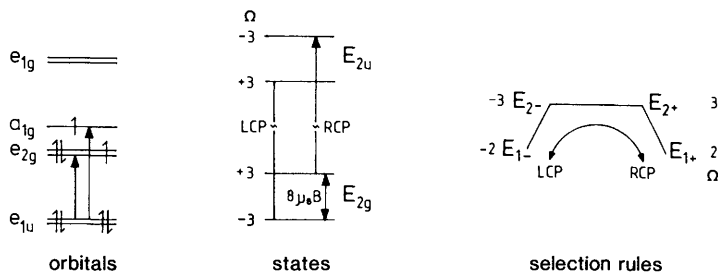 e1g
a1g
e2g
e1u
orbitals
Ω
-3
E2u
+3
LCP
RCP
+3
8μBB
E2g
-3
states
-3 E2- E2+ 3
-2 E1- E1+ 2
LCP RCP Ω
selection rules